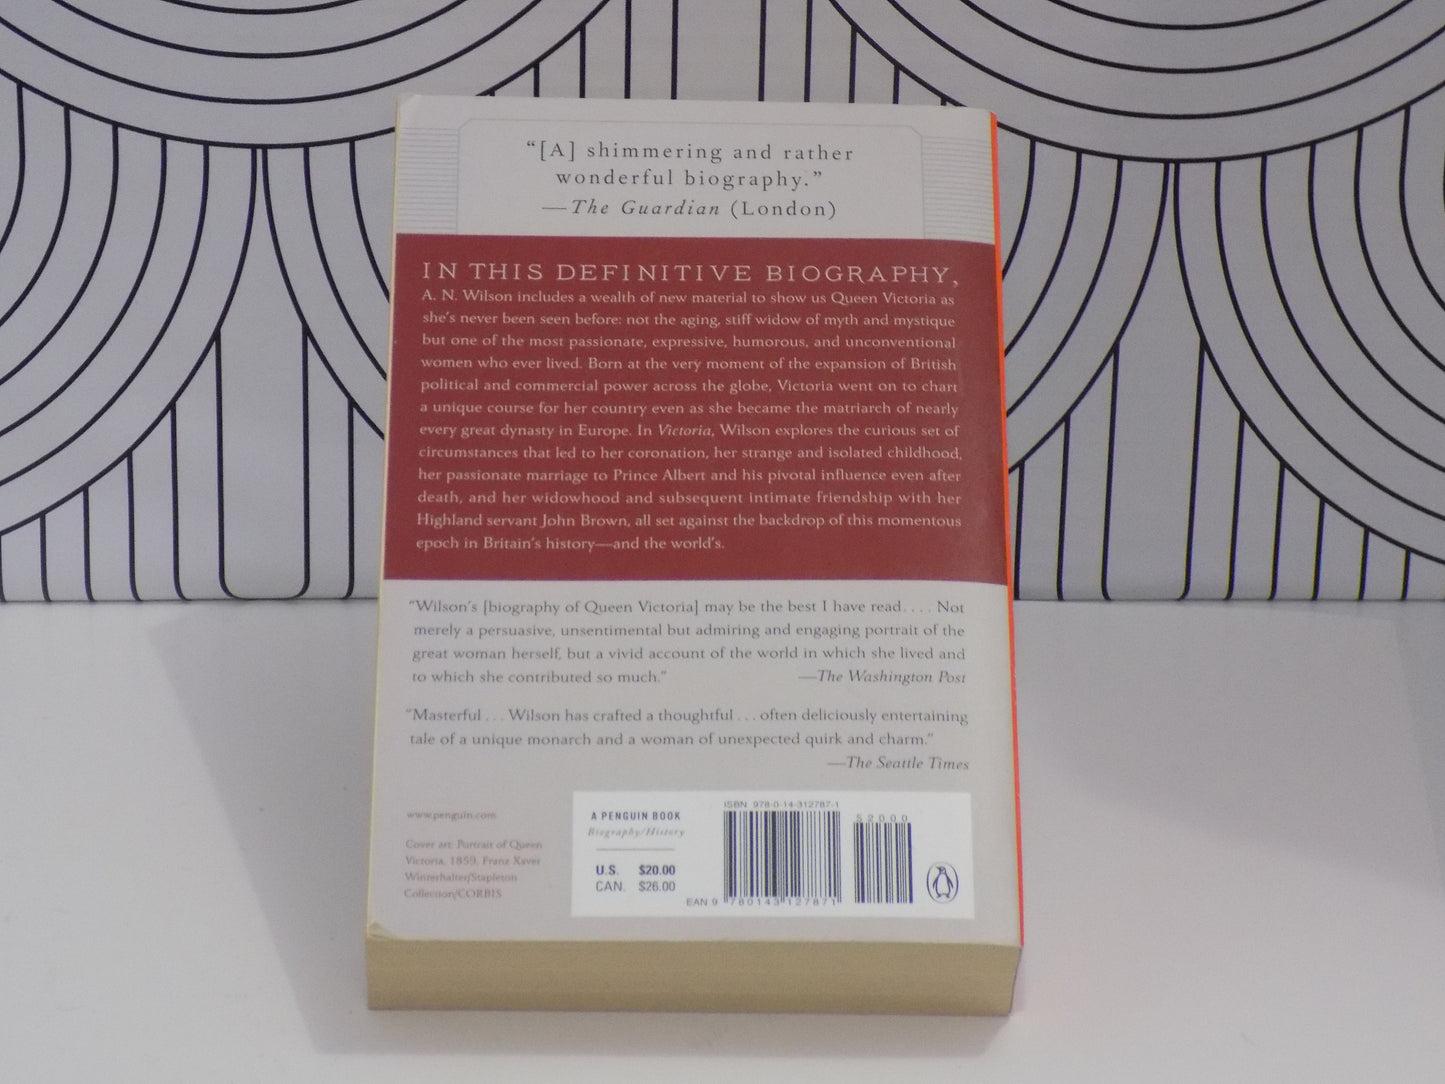 “[A] shimmering and rather
wonderful biography.”
—The Guardian (London)
IN THIS DEFINITIVE BIOGRAPHY,
A. N. Wilson includes a wealth of new material to show us Queen Victoria as
she's never been seen before: not the aging, stiff widow of myth and mystique
but one of the most passionate, expressive, humorous, and unconventional
women who ever lived. Born at the very moment of the expansion of British
political and commercial power across the globe, Victoria went on to chart
a unique course for her country even as she became the matriarch of nearly
every great dynasty in Europe. In Victoria, Wilson explores the curious set of
circumstances that led to her coronation, her strange and isolated childhood,
her passionate marriage to Prince Albert and his pivotal influence even after
death, and her widowhood and subsequent intimate friendship with her
Highland servant John Brown, all set against the backdrop of this momentous
epoch in Britain's history—and the world's.
“Wilson's [biography of Queen Victoria] may be the best I have read. . . . Not
merely a persuasive, unsentimental but admiring and engaging portrait of the
great woman herself, but a vivid account of the world in which she lived and
to which she contributed so much.” —The Washington Post
“Masterful . . . Wilson has crafted a thoughtful . . . often deliciously entertaining
tale of a unique monarch and a woman of unexpected quirk and charm.”
—The Seattle Times
www.penguin.com
Cover art: Portrait of Queen
Victoria, 1859, Franz Xaver
Winterhalter/Stapleton
Collection/CORBIS
A PENGUIN BOOK
Biography/History
U.S. $20.00
CAN. $26.00
ISBN 978-0-14-312787-1
52000
EAN 9 780143 127871